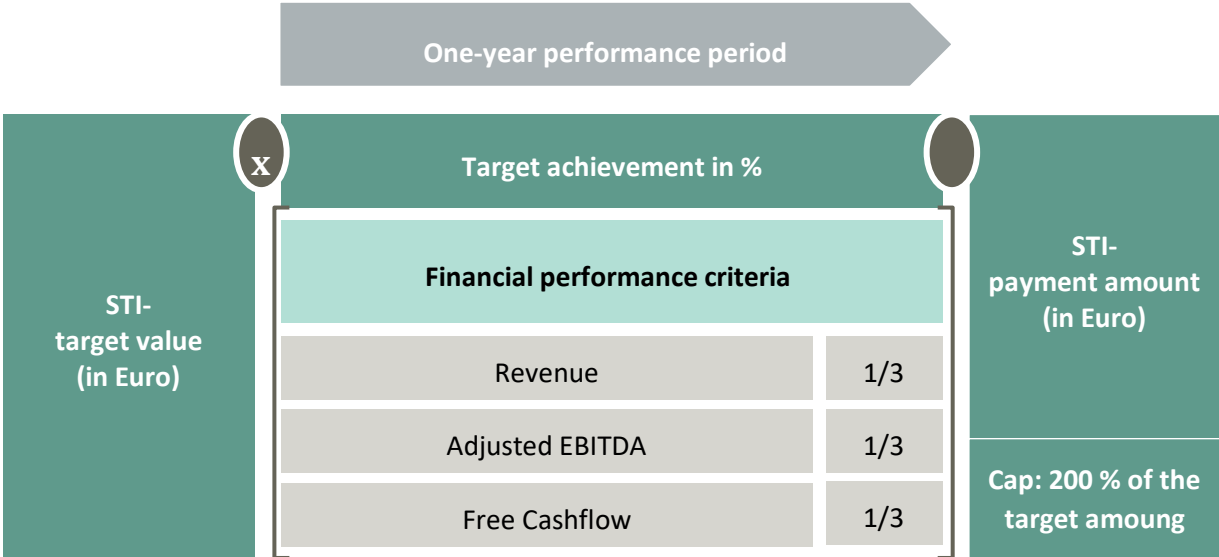 One-year performance period
STI-
target value
(in Euro)
x
Target achievement in %
Financial performance criteria
Revenue 1/3
Adjusted EBITDA 1/3
Free Cashflow 1/3
STI-
payment amount
(in Euro)
Cap: 200 % of the
target amoung